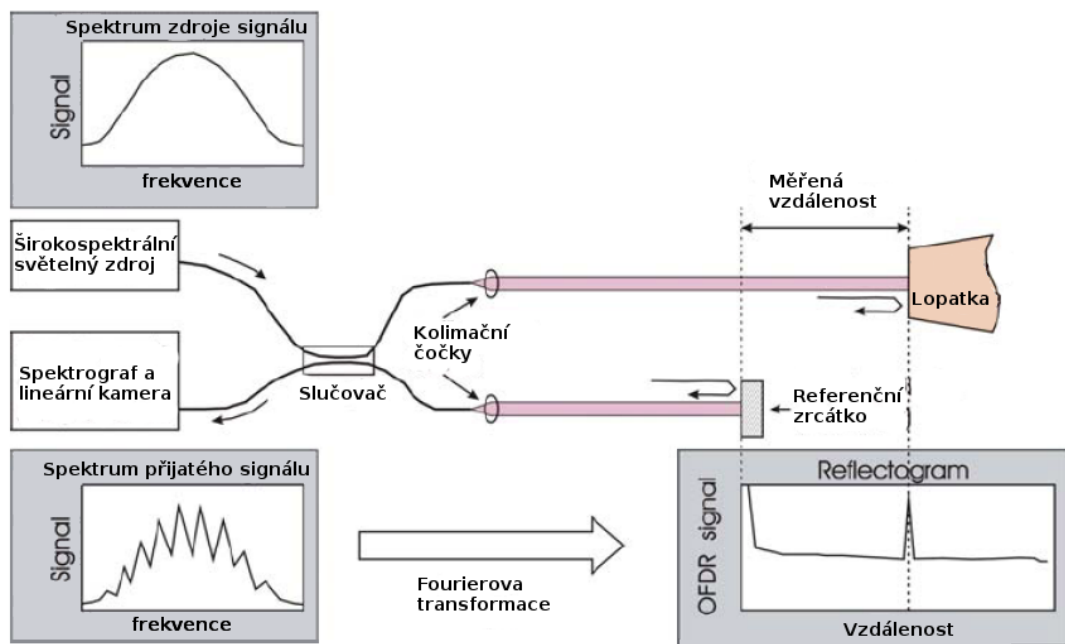 Spektrum zdroje signálu
Signal
frekvence
Měřená
vzdálenost
Širokospektrální
světelný zdroj
Lopatka
Kolimační
čočky
Spektrograf a
lineární kamera
Slučovač
Referenční
zrcátko
Spektrum přijatého signálu
Signal
frekvence
Fourierova
transformace
Reflectogram
OFDR signal
Vzdálenost